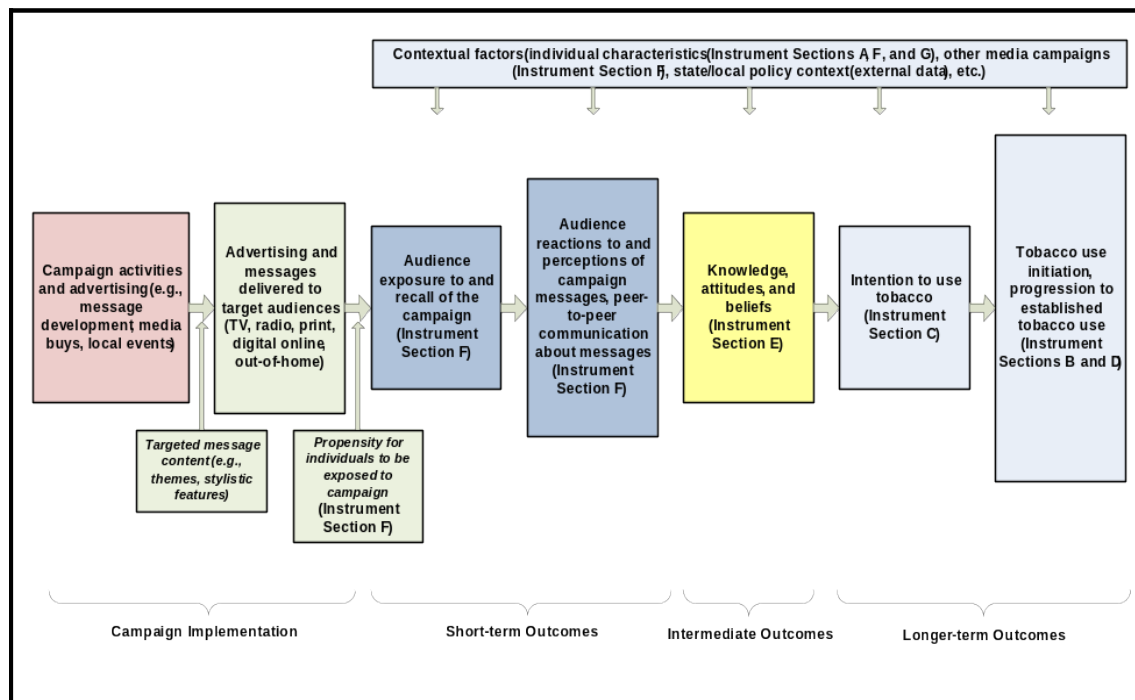 Contextual factors(individual characteristics(Instrument Sections A, F, and G), other media campaigns
(Instrument Section F), state/local policy context(external data), etc.)
Campaign activities
and advertising(e.g.,
message
development, media
buys, local events)
Advertising and
messages
delivered to
target audiences
(TV, radio, print,
digital online,
out-of-home)
Audience
exposure to and
recall of the
campaign
(Instrument
Section F)
Audience
reactions to and
perceptions of
campaign
messages, peer-
to-peer
communication
about messages
(Instrument
Section F)
Knowledge,
attitudes, and
beliefs
(Instrument
Section E)
Intention to use
tobacco
(Instrument
Section C)
Tobacco use
initiation,
progression to
established
tobacco use
(Instrument
Sections B and D)
Targeted message
content(e.g.,
themes, stylistic
features)
Propensity for
individuals to be
exposed to
campaign
(Instrument
Section F)
Campaign Implementation
Short-term Outcomes
Intermediate Outcomes
Longer-term Outcomes